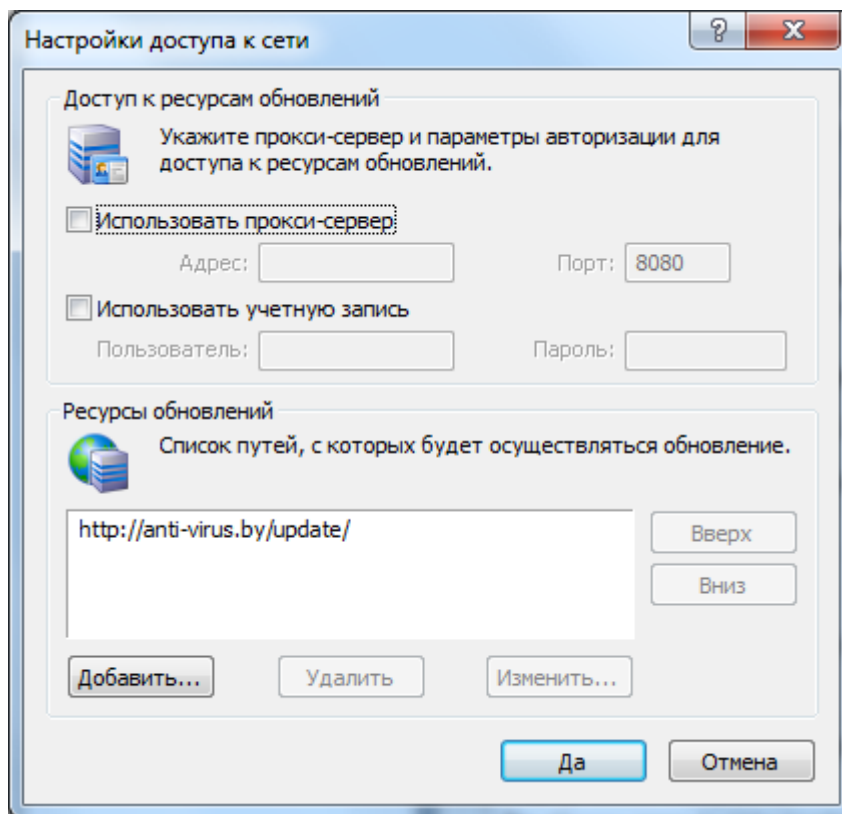 Настройки доступа к сети
Доступ к ресурсам обновлений
Укажите прокси-сервер и параметры авторизации для
доступа к ресурсам обновлений.
Использовать прокси-сервер
Адрес: Порт: 8080
Использовать учетную запись
Пользователь: Пароль:
Ресурсы обновлений
Список путей, с которых будет осуществляться обновление.
http://anti-virus.by/update/
Вверх
Вниз
Добавить... Удалить Изменить...
Да Отмена